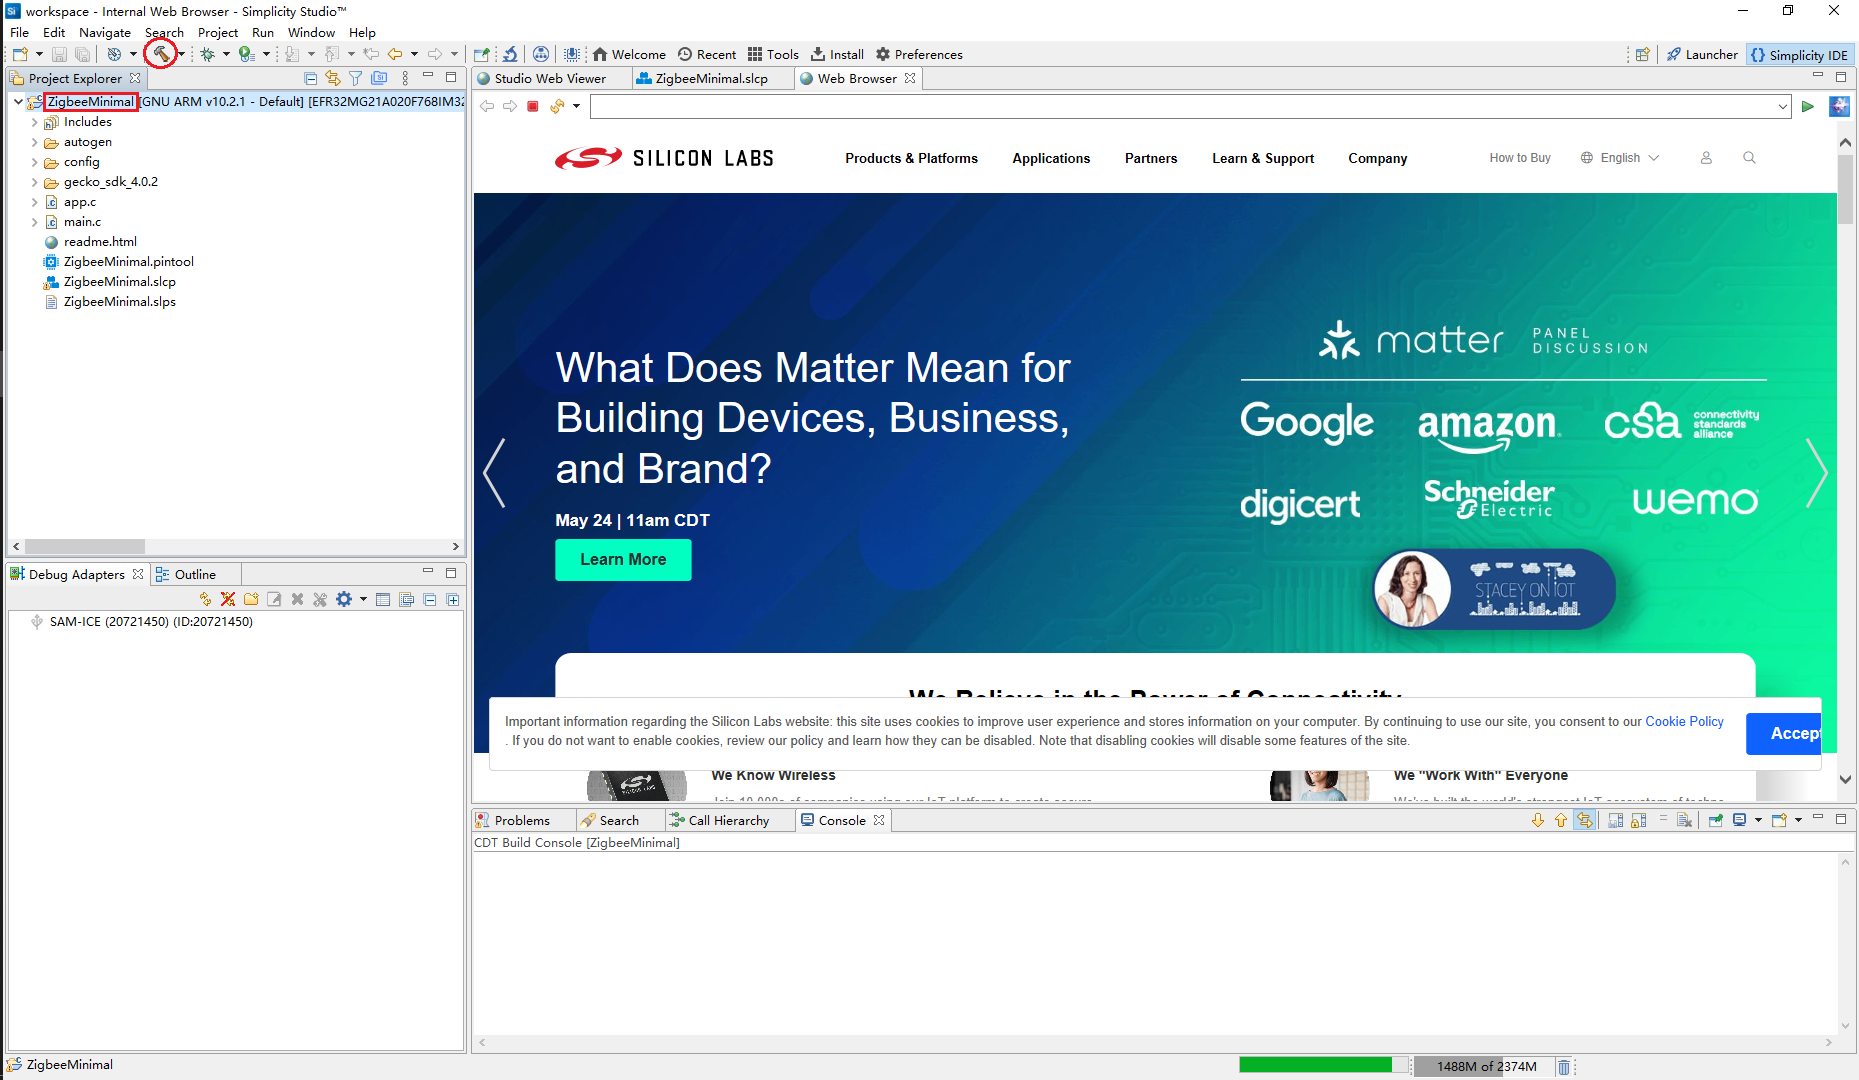 workspace - Internal Web Browser - Simplicity Studio™
File Edit Navigate Search Project Run Window Help
Welcome Recent Tools Install Preferences
Launcher Simplicity IDE
Project Explorer
ZigbeeMinimal [GNU ARM v10.2.1 - Default] [EFR32MG21A020F768IM32
Includes
autogen
config
gecko_sdk_4.0.2
app.c
main.c
readme.html
ZigbeeMinimal.pintool
ZigbeeMinimal.slcp
ZigbeeMinimal.slps
Debug Adapters Outline
SAM-ICE (20721450) (ID:20721450)
Studio Web Viewer ZigbeeMinimal.slcp Web Browser
SILICON LABS Products & Platforms Applications Partners Learn & Support Company How to Buy English
What Does Matter Mean for
Building Devices, Business,
and Brand?
May 24 | 11am CDT
Learn More
matter PANEL
DISCUSSION
Google amazon csa connectivity
standards
alliance
digicert Schneider
Electric wemo
STACEY ON IOT
We Believe in the Power of Connectivity
Important information regarding the Silicon Labs website: this site uses cookies to improve user experience and stores information on your computer. By continuing to use our site, you consent to our Cookie Policy
. If you do not want to enable cookies, review our policy and learn how they can be disabled. Note that disabling cookies will disable some features of the site.
Accep
We Know Wireless We "Work With" Everyone
Problems Search Call Hierarchy Console
CDT Build Console [ZigbeeMinimal]
ZigbeeMinimal
1488M of 2374M